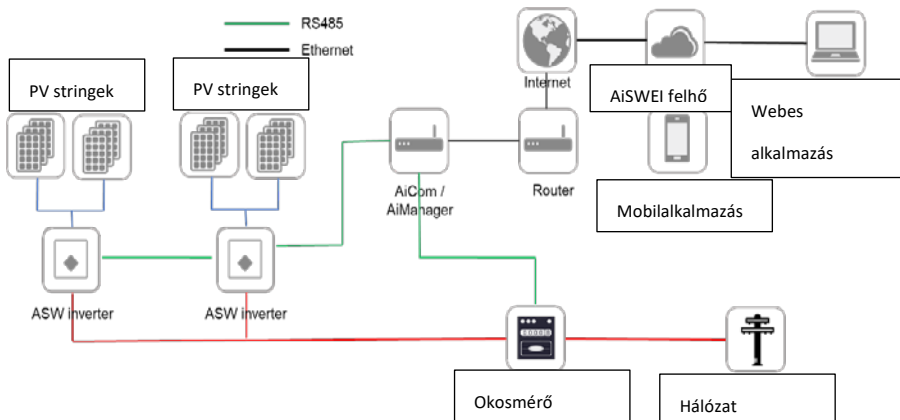 RS485
Ethernet
PV stringek
PV stringek
Internet
AiSWEI felhő
Webes
alkalmazás
AiCom /
AiManager
Router
Mobilalkalmazás
ASW inverter
ASW inverter
Okosmérő
Hálózat